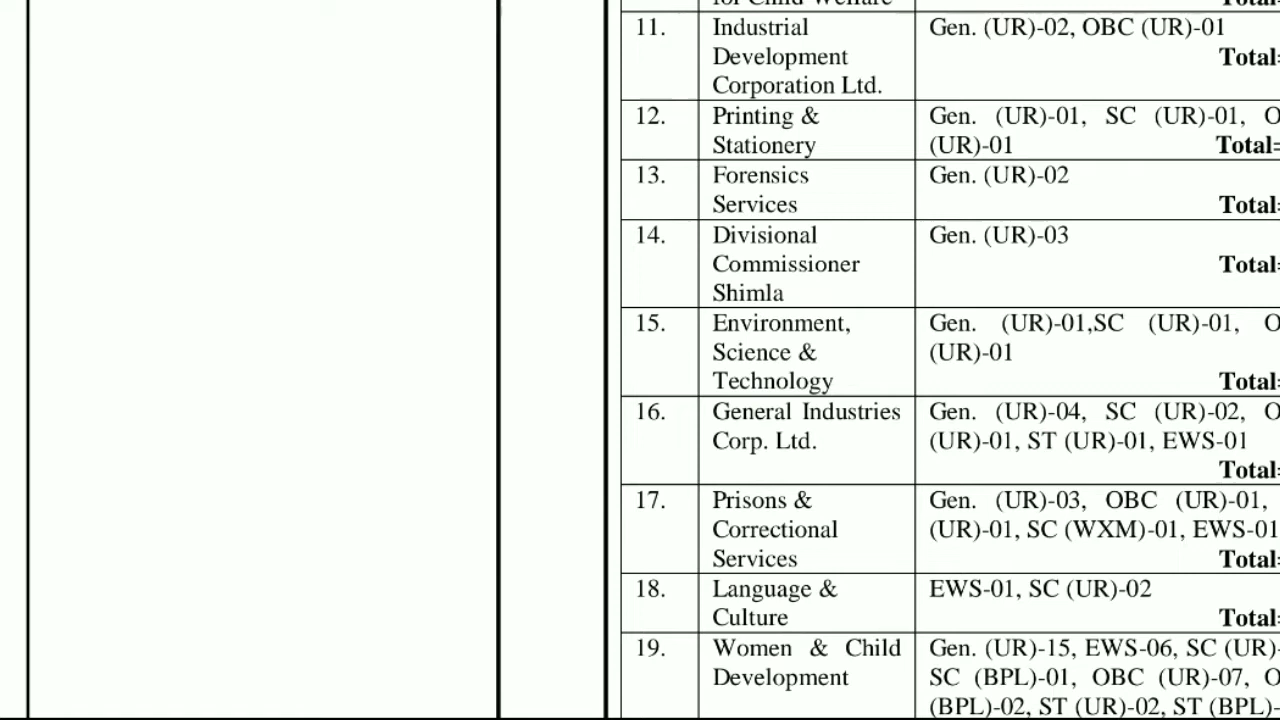 for Child Welfare
11. Industrial Gen. (UR)-02, OBC (UR)-01
Development Total=
Corporation Ltd.
12. Printing & Gen. (UR)-01, SC (UR)-01, O
Stationery (UR)-01 Total=
13. Forensics Gen. (UR)-02
Services Total=
14. Divisional Gen. (UR)-03
Commissioner Total=
Shimla
15. Environment, Gen. (UR)-01,SC (UR)-01, O
Science & (UR)-01
Technology Total=
16. General Industries Gen. (UR)-04, SC (UR)-02, O
Corp. Ltd. (UR)-01, ST (UR)-01, EWS-01
Total=
17. Prisons & Gen. (UR)-03, OBC (UR)-01,
Correctional (UR)-01, SC (WXM)-01, EWS-01
Services Total=
18. Language & EWS-01, SC (UR)-02
Culture Total=
19. Women & Child Gen. (UR)-15, EWS-06, SC (UR)-
Development SC (BPL)-01, OBC (UR)-07, O
(BPL)-02, ST (UR)-02, ST (BPL)-